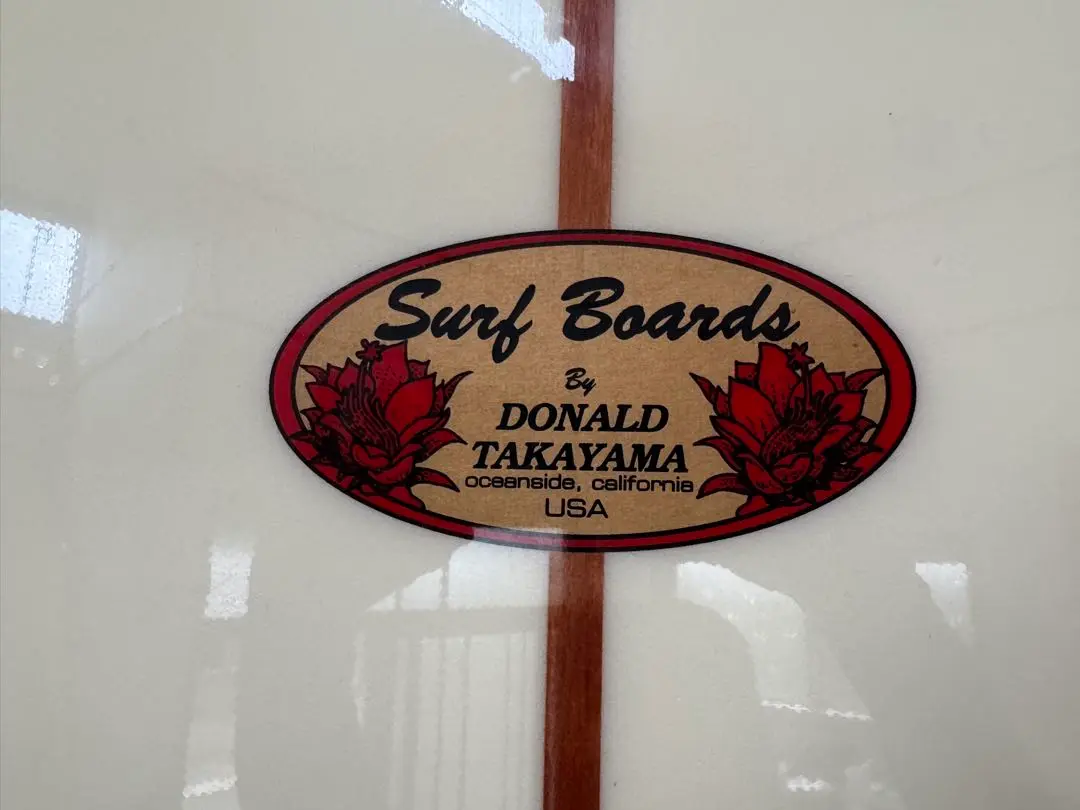 Surf Boards
By
DONALD
TAKAYAMA
oceanside, california
USA